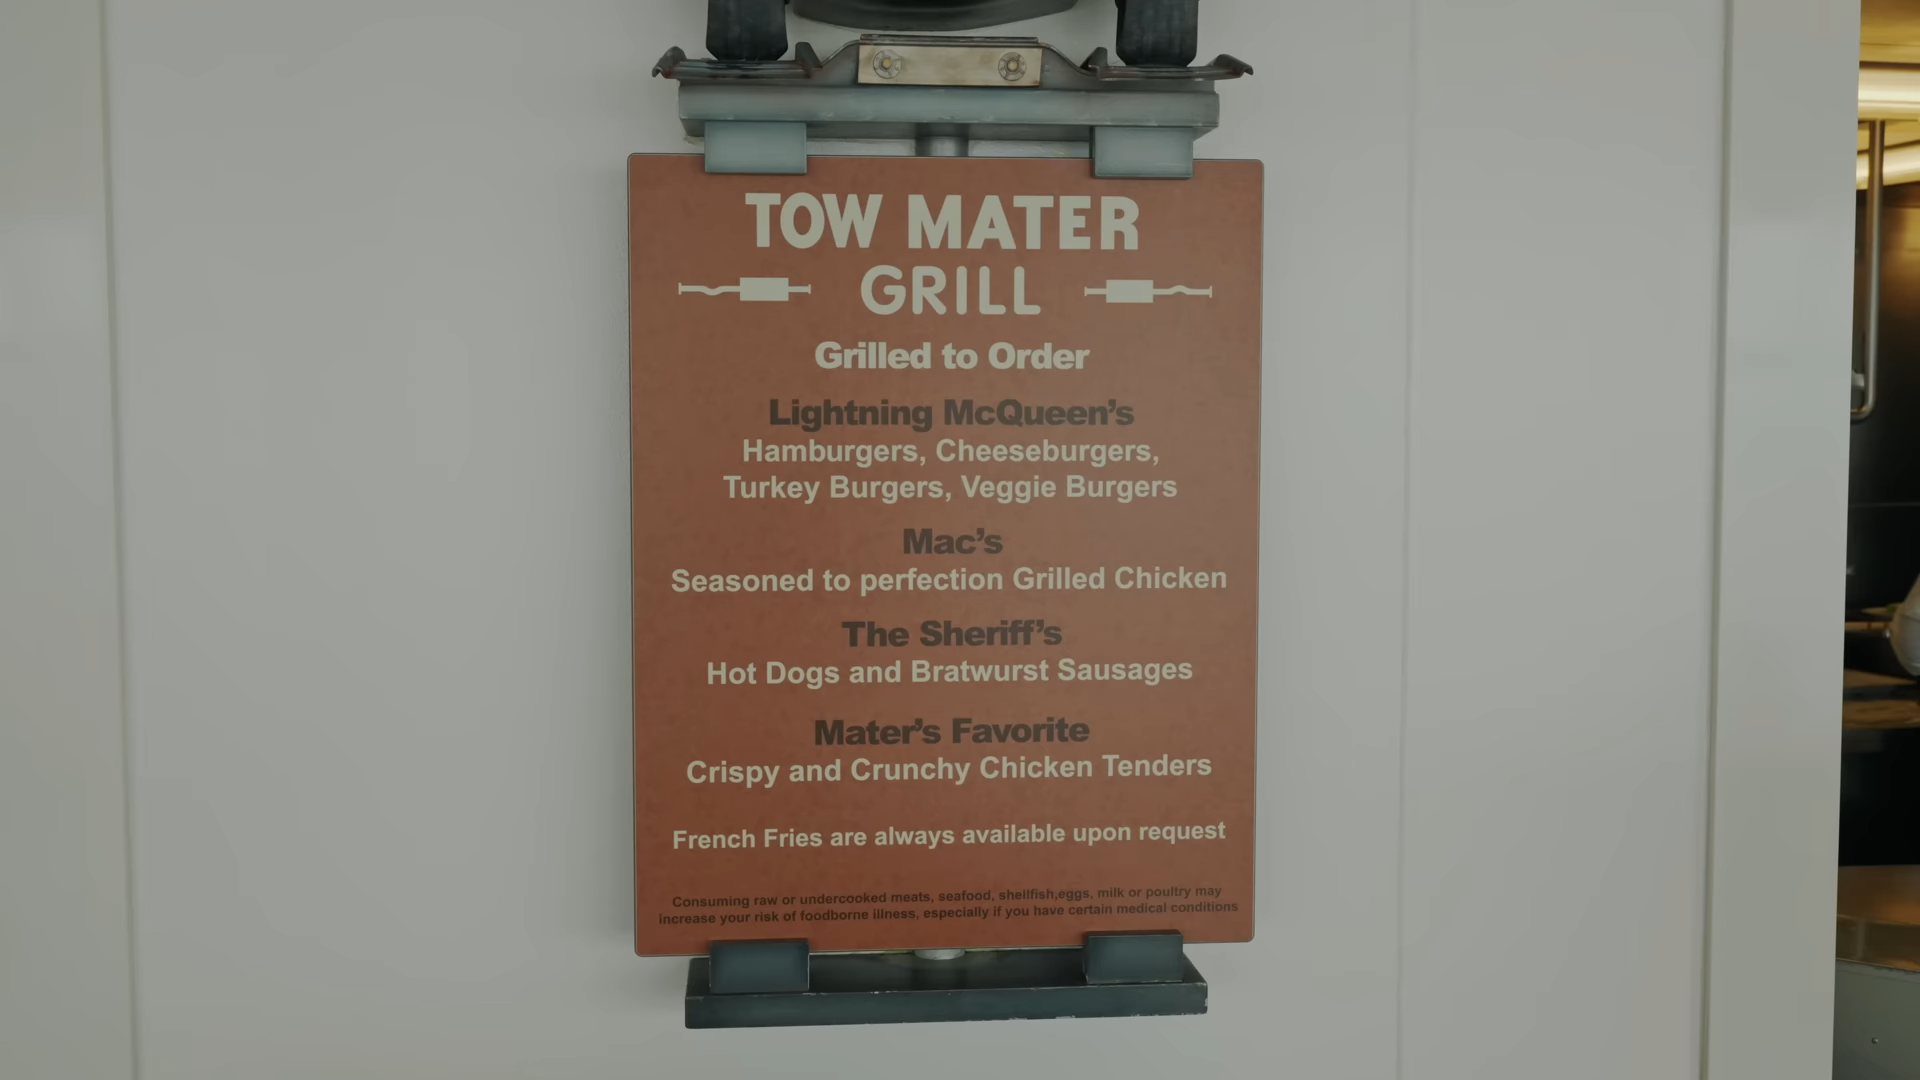 TOW MATER
GRILL
Grilled to Order
Lightning McQueen's
Hamburgers, Cheeseburgers,
Turkey Burgers, Veggie Burgers
Mac's
Seasoned to perfection Grilled Chicken
The Sheriff's
Hot Dogs and Bratwurst Sausages
Mater's Favorite
Crispy and Crunchy Chicken Tenders
French Fries are always available upon request
Consuming raw or undercooked meats, seafood, shellfish,eggs, milk or poultry may
increase your risk of foodborne illness, especially if you have certain medical conditions